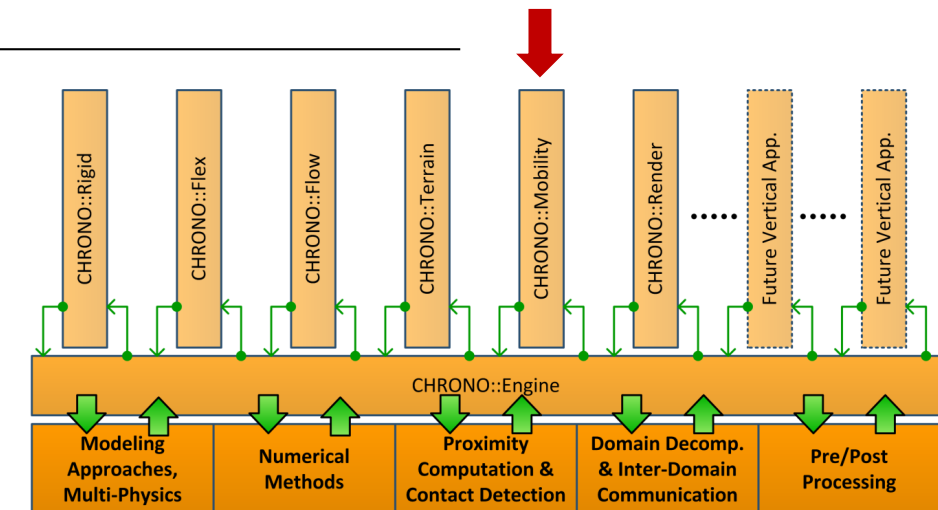 CHRONO::Rigid
CHRONO::Flex
CHRONO::Flow
CHRONO::Terrain
CHRONO::Mobility
CHRONO::Render
Future Vertical App.
Future Vertical App.
CHRONO::Engine
Modeling
Approaches,
Multi-Physics
Numerical
Methods
Proximity
Computation &
Contact Detection
Domain Decomp.
& Inter-Domain
Communication
Pre/Post
Processing